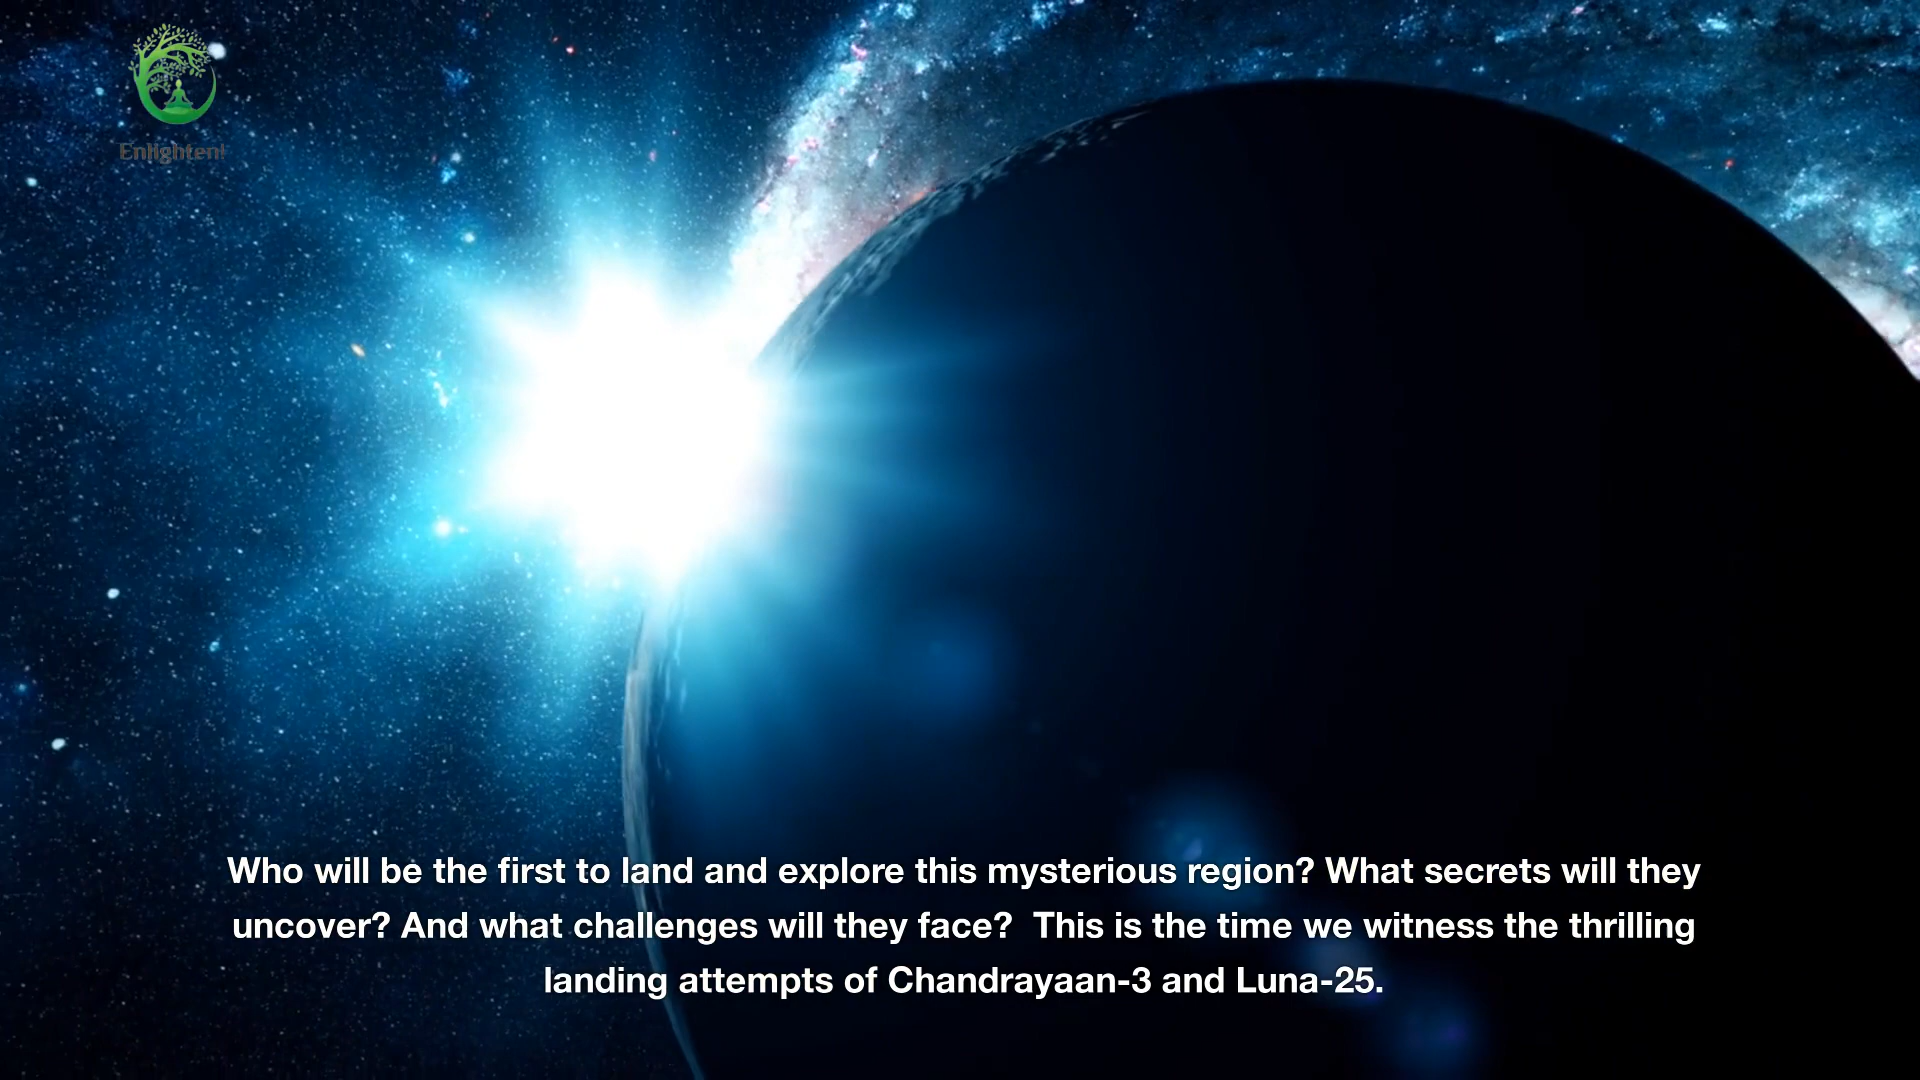 Enlighten!
Who will be the first to land and explore this mysterious region? What secrets will they
uncover? And what challenges will they face?  This is the time we witness the thrilling
landing attempts of Chandrayaan-3 and Luna-25.